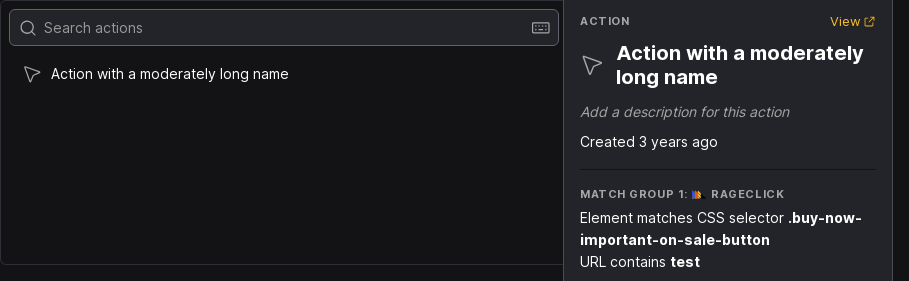 Search actions
Action with a moderately long name
ACTION
View
Action with a moderately
long name
Add a description for this action
Created 3 years ago
MATCH GROUP 1: RAGECLICK
Element matches CSS selector .buy-now-
important-on-sale-button
URL contains test